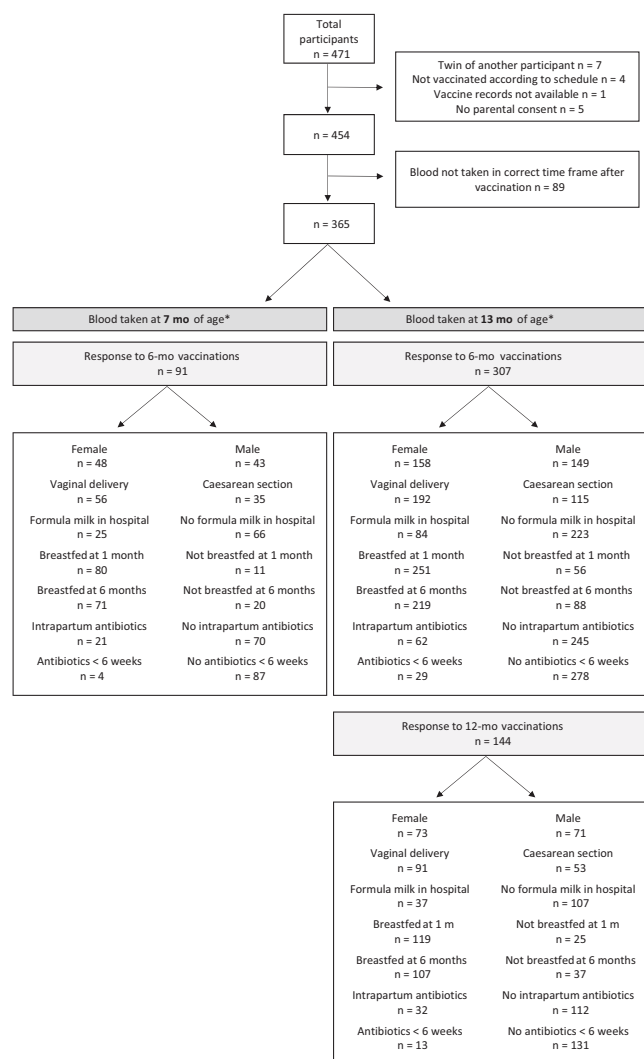 Total
participants
n = 471
Twin of another participant n = 7
Not vaccinated according to schedule n = 4
Vaccine records not available n = 1
No parental consent n = 5
n = 454
Blood not taken in correct time frame after
vaccination n = 89
n = 365
Blood taken at 7 mo of age*
Response to 6-mo vaccinations
n = 91
Female
n = 48
Male
n = 43
Vaginal delivery
n = 56
Caesarean section
n = 35
Formula milk in hospital
n = 25
No formula milk in hospital
n = 66
Breastfed at 1 month
n = 80
Not breastfed at 1 month
n = 11
Breastfed at 6 months
n = 71
Not breastfed at 6 months
n = 20
Intrapartum antibiotics
n = 21
No intrapartum antibiotics
n = 70
Antibiotics < 6 weeks
n = 4
No antibiotics < 6 weeks
n = 87
Blood taken at 13 mo of age*
Response to 6-mo vaccinations
n = 307
Female
n = 158
Male
n = 149
Vaginal delivery
n = 192
Caesarean section
n = 115
Formula milk in hospital
n = 84
No formula milk in hospital
n = 223
Breastfed at 1 month
n = 251
Not breastfed at 1 month
n = 56
Breastfed at 6 months
n = 219
Not breastfed at 6 months
n = 88
Intrapartum antibiotics
n = 62
No intrapartum antibiotics
n = 245
Antibiotics < 6 weeks
n = 29
No antibiotics < 6 weeks
n = 278
Response to 12-mo vaccinations
n = 144
Female
n = 73
Male
n = 71
Vaginal delivery
n = 91
Caesarean section
n = 53
Formula milk in hospital
n = 37
No formula milk in hospital
n = 107
Breastfed at 1 m
n = 119
Not breastfed at 1 m
n = 25
Breastfed at 6 months
n = 107
Not breastfed at 6 months
n = 37
Intrapartum antibiotics
n = 32
No intrapartum antibiotics
n = 112
Antibiotics < 6 weeks
n = 13
No antibiotics < 6 weeks
n = 131